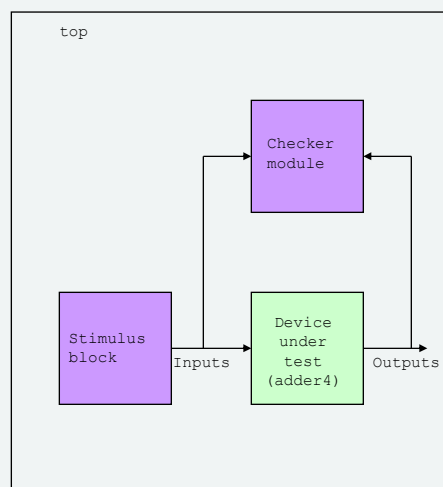 top
Checker
module
Stimulus
block
Inputs
Device
under
test
(adder4)
Outputs